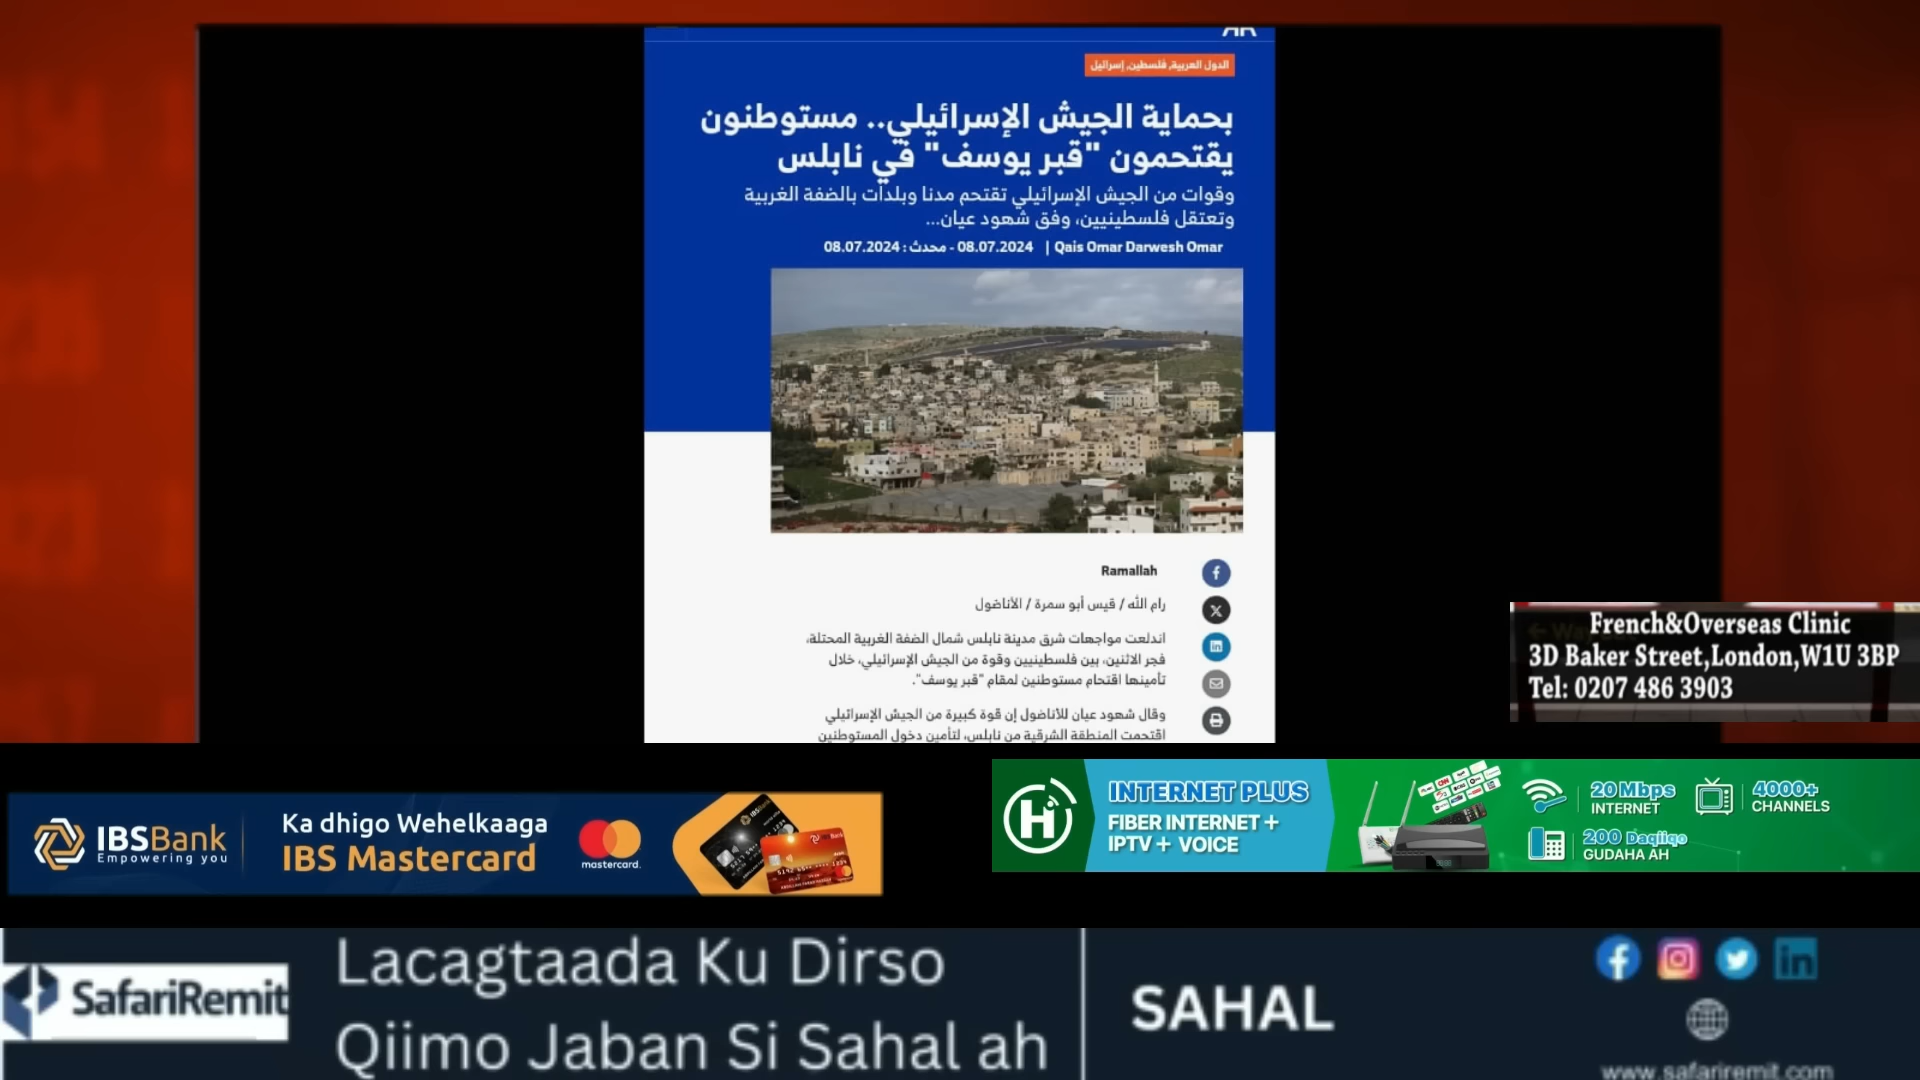 الدول العربية, فلسطين, إسرائيل
بحماية الجيش الإسرائيلي.. مستوطنون
يقتحمون "قبر يوسف" في نابلس
وقوات من الجيش الإسرائيلي تقتحم مدنا وبلدات بالضفة الغربية
وتعتقل فلسطينيين، وفق شهود عيان...
Qais Omar Darwesh Omar | 08.07.2024 - محدث : 08.07.2024
Ramallah
رام الله / قيس أبو سمرة / الأناضول
اندلعت مواجهات شرق مدينة نابلس شمال الضفة الغربية المحتلة،
فجر الاثنين، بين فلسطينيين وقوة من الجيش الإسرائيلي، خلال
تأمينها اقتحام مستوطنين لمقام "قبر يوسف".
وقال شهود عيان للأناضول إن قوة كبيرة من الجيش الإسرائيلي
اقتحمت المنطقة الشرقية من نابلس، لتأمين دخول المستوطنين
French&Overseas Clinic
3D Baker Street,London,W1U 3BP
Tel: 0207 486 3903
IBSBank
Empowering you
Ka dhigo Wehelkaaga
IBS Mastercard
mastercard.
H
INTERNET PLUS
FIBER INTERNET +
IPTV + VOICE
20 Mbps
INTERNET
4000+
CHANNELS
200 Daqiiqo
GUDAHA AH
SafariRemit
Lacagtaada Ku Dirso
Qiimo Jaban Si Sahal ah
SAHAL
www.safariremit.com